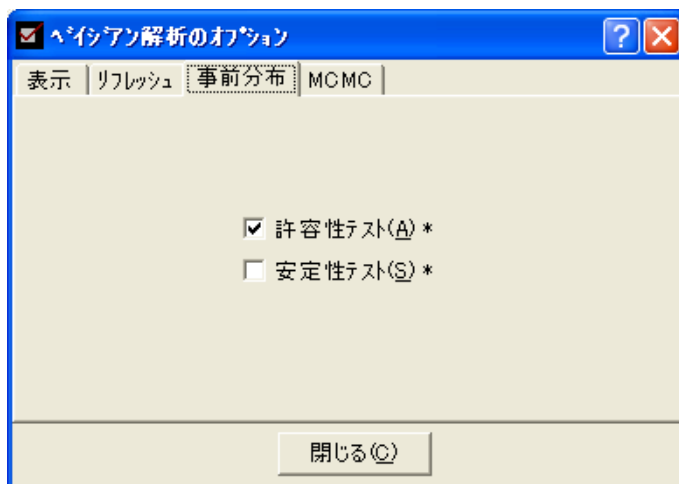 ベイジアン解析のオプション
表示 リフレッシュ 事前分布 MCMC
許容性テスト(A) *
安定性テスト(S) *
閉じる(C)